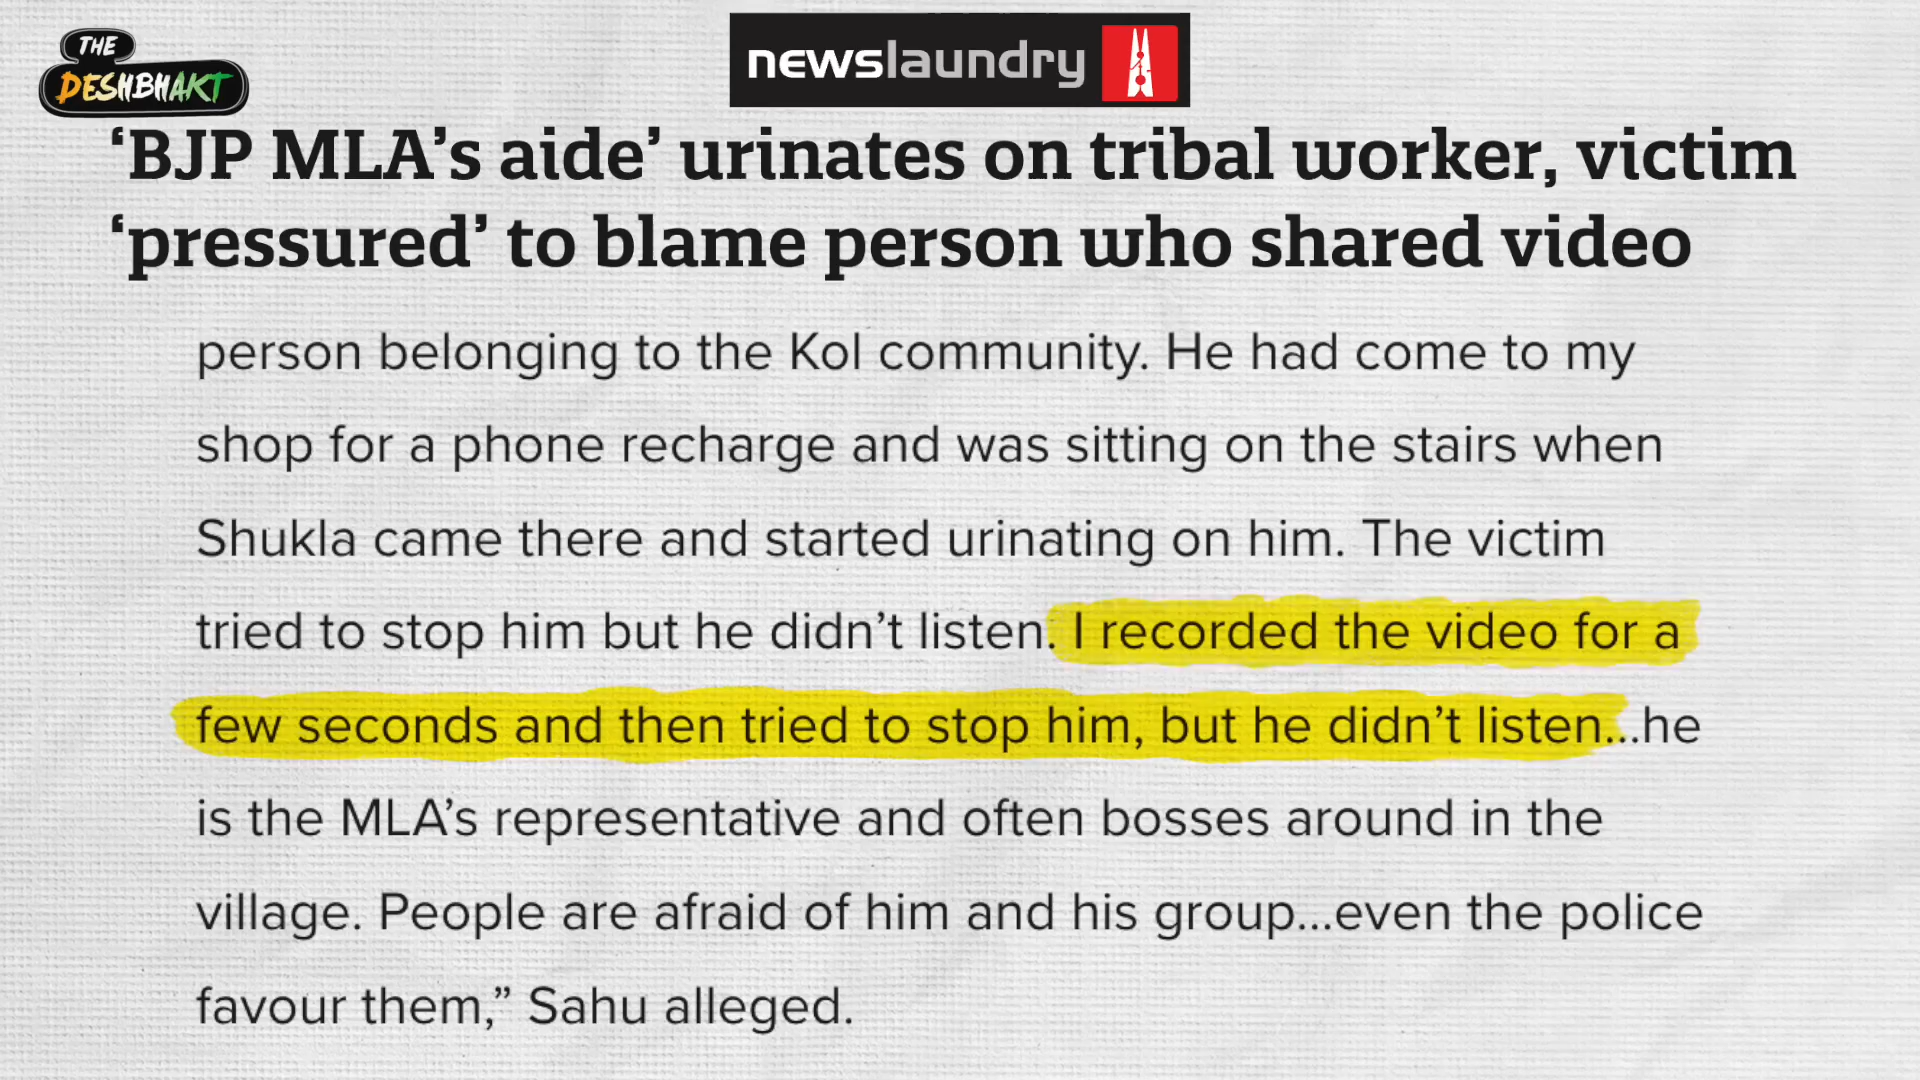 THE
DESHBHAKT
newslaundry
‘BJP MLA’s aide’ urinates on tribal worker, victim
‘pressured’ to blame person who shared video
person belonging to the Kol community. He had come to my
shop for a phone recharge and was sitting on the stairs when
Shukla came there and started urinating on him. The victim
tried to stop him but he didn’t listen. I recorded the video for a
few seconds and then tried to stop him, but he didn’t listen...he
is the MLA’s representative and often bosses around in the
village. People are afraid of him and his group...even the police
favour them,” Sahu alleged.